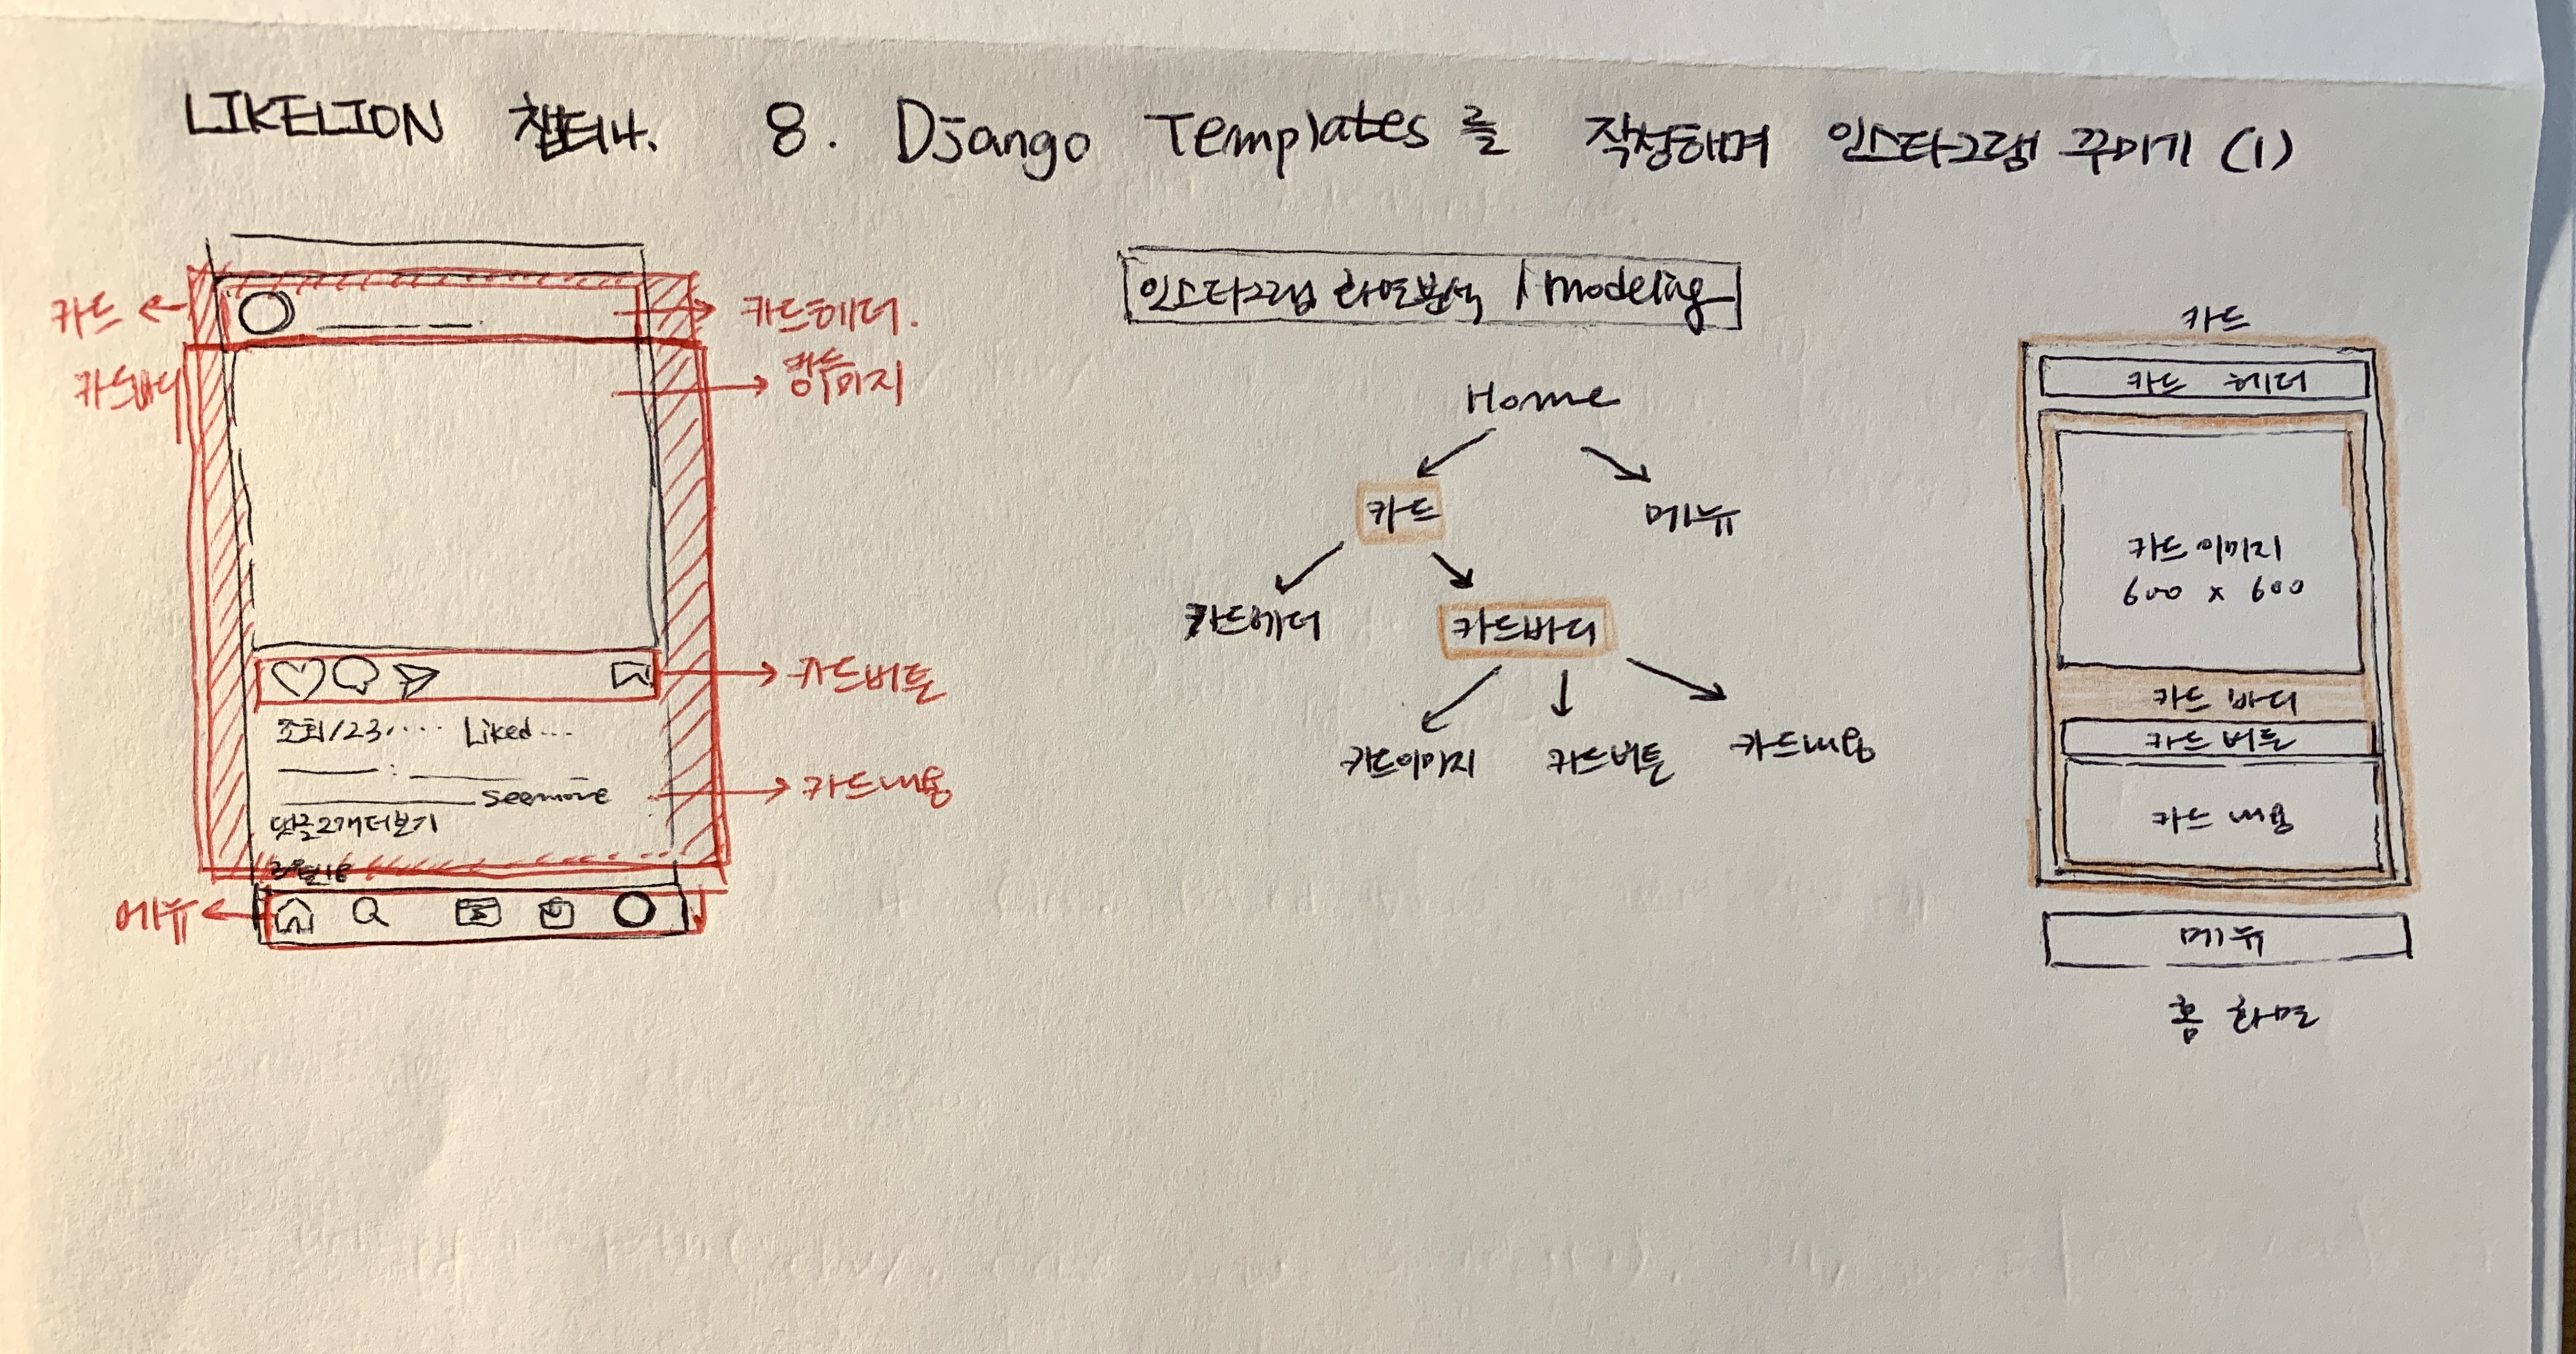 LIKELION 챕터4. 8. Django Templates 를 작성하며 인스타그램 꾸미기 (1)
카드
카드헤더.
카드바디
카드이미지
카드버튼
조회 123,.... Liked ...
seemore
카드내용
댓글2개더보기
3월18
메뉴
인스타그램 화면분석 / modeling
Home
카드
메뉴
카드헤더
카드바디
카드이미지
카드버튼
카드내용
카드
카드 헤더
카드 이미지
600 x 600
카드 바디
카드 버튼
카드 내용
메뉴
홈 화면